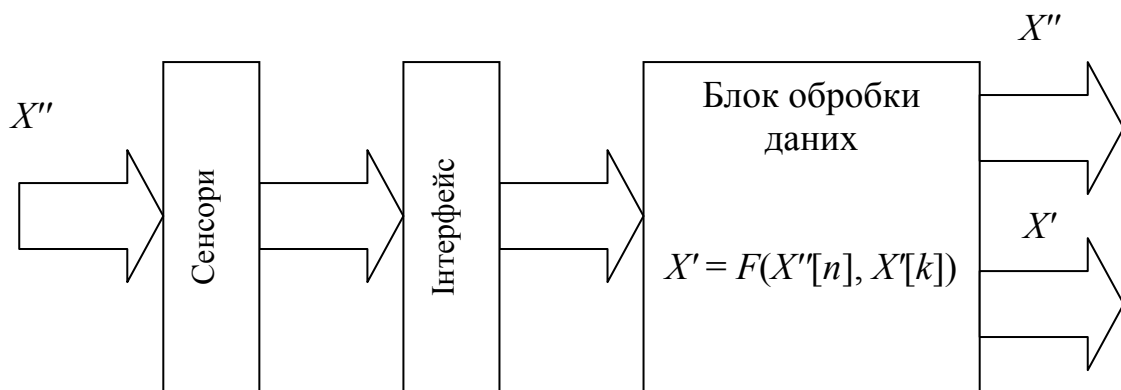 X''
Сенсори
Інтерфейс
Блок обробки
даних
X' = F(X''[n], X'[k])
X''
X'